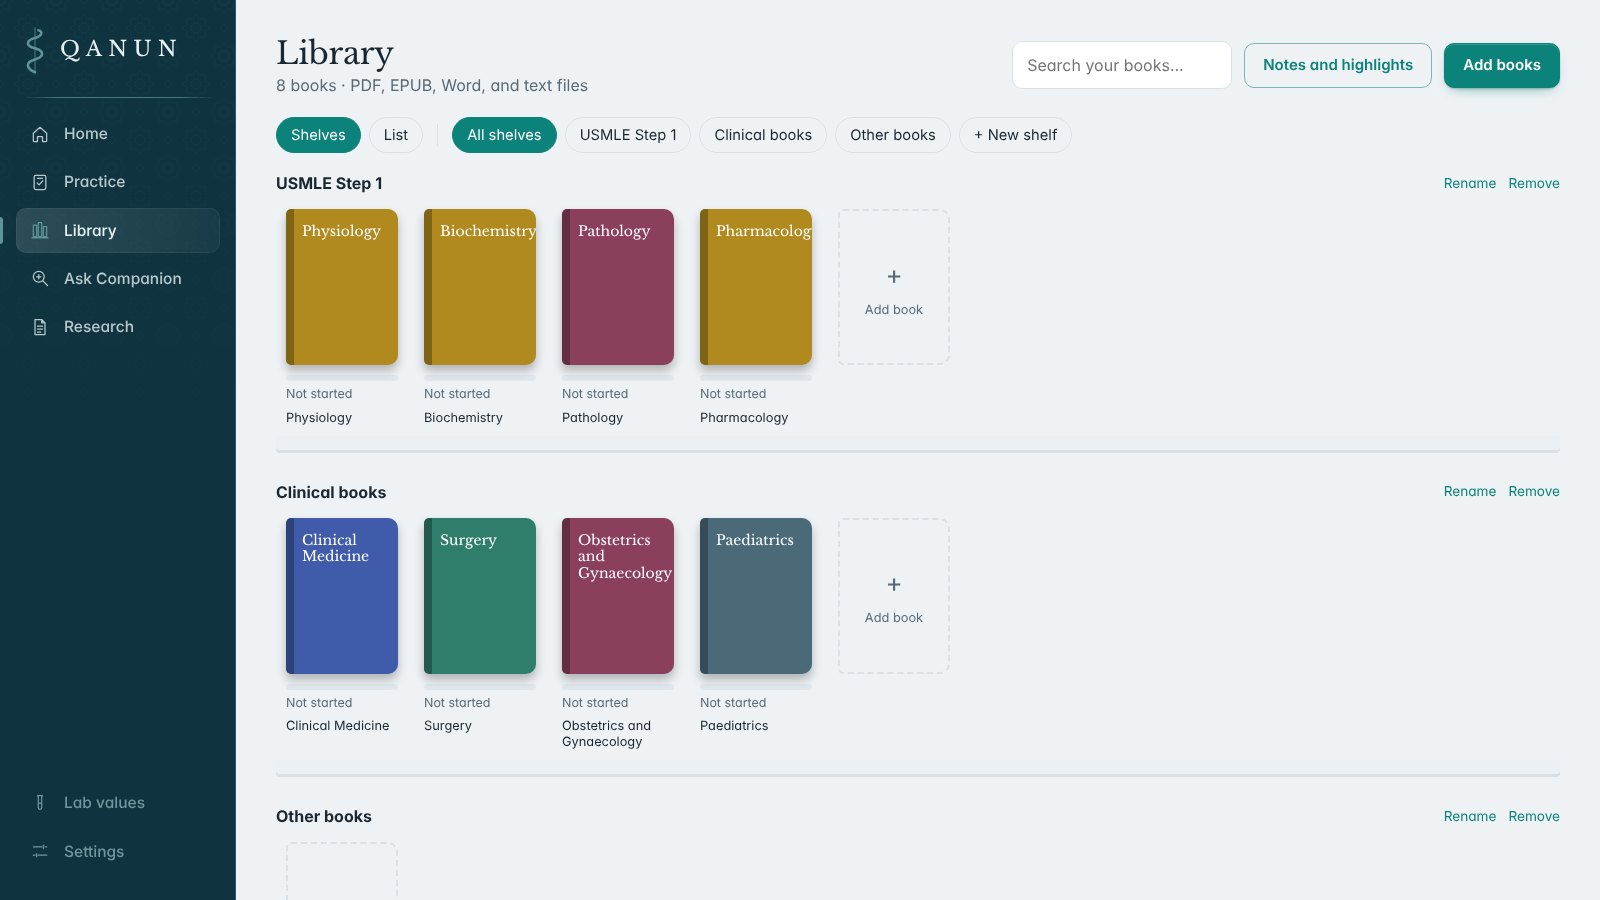 QANUN
Home
Practice
Library
Ask Companion
Research
Lab values
Settings
Library
8 books · PDF, EPUB, Word, and text files
Search your books...
Notes and highlights
Add books
Shelves
List
All shelves
USMLE Step 1
Clinical books
Other books
+ New shelf
USMLE Step 1
Rename
Remove
Physiology
Biochemistry
Pathology
Pharmacolog
+
Add book
Not started
Not started
Not started
Not started
Physiology
Biochemistry
Pathology
Pharmacology
Clinical books
Rename
Remove
Clinical
Medicine
Surgery
Obstetrics
and
Gynaecology
Paediatrics
+
Add book
Not started
Not started
Not started
Not started
Clinical Medicine
Surgery
Obstetrics and
Gynaecology
Paediatrics
Other books
Rename
Remove